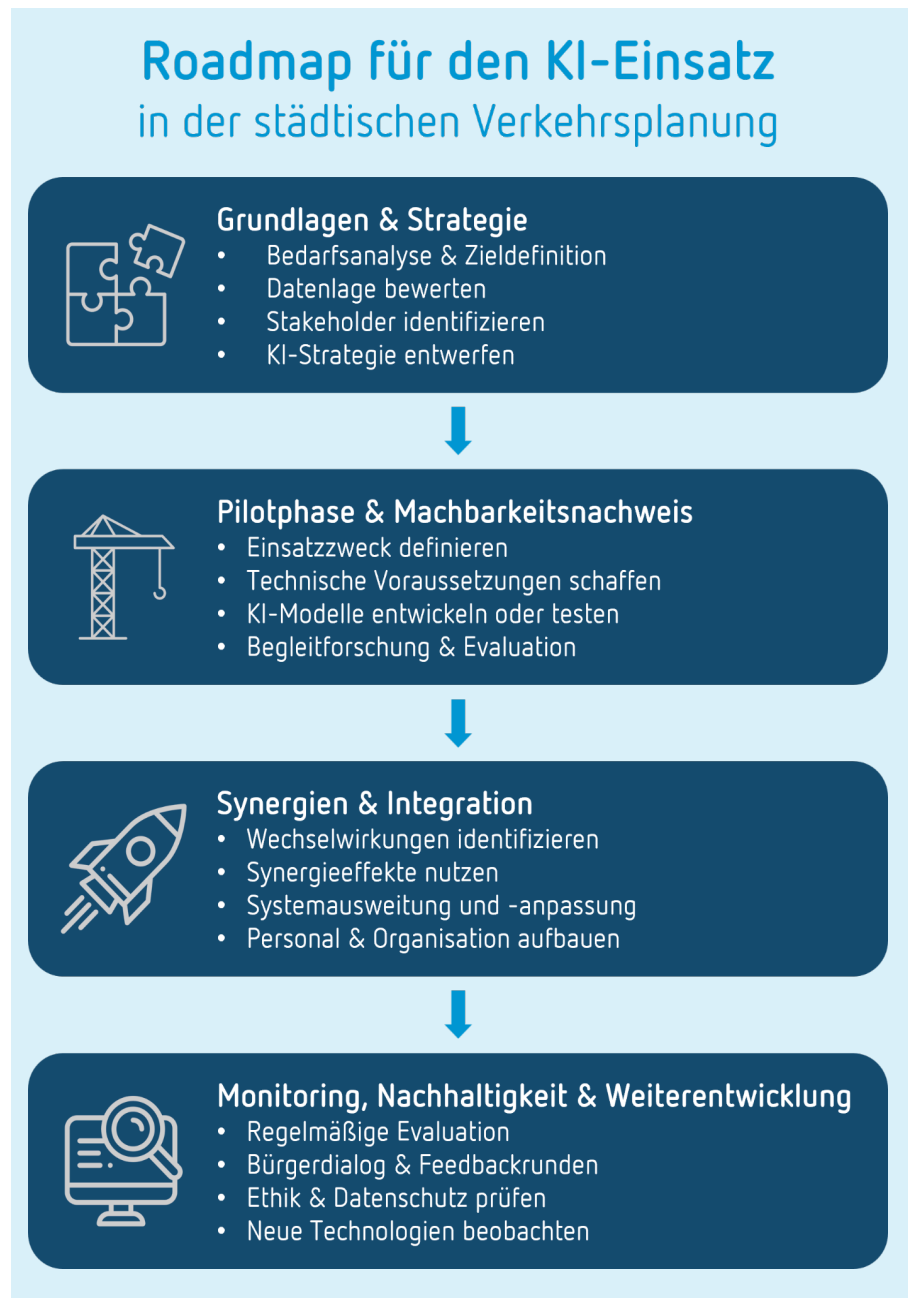 Roadmap für den KI-Einsatz
in der städtischen Verkehrsplanung
Grundlagen & Strategie
• Bedarfsanalyse & Zieldefinition
• Datenlage bewerten
• Stakeholder identifizieren
• KI-Strategie entwerfen
Pilotphase & Machbarkeitsnachweis
• Einsatzzweck definieren
• Technische Voraussetzungen schaffen
• KI-Modelle entwickeln oder testen
• Begleitforschung & Evaluation
Synergien & Integration
• Wechselwirkungen identifizieren
• Synergieeffekte nutzen
• Systemausweitung und -anpassung
• Personal & Organisation aufbauen
Monitoring, Nachhaltigkeit & Weiterentwicklung
• Regelmäßige Evaluation
• Bürgerdialog & Feedbackrunden
• Ethik & Datenschutz prüfen
• Neue Technologien beobachten